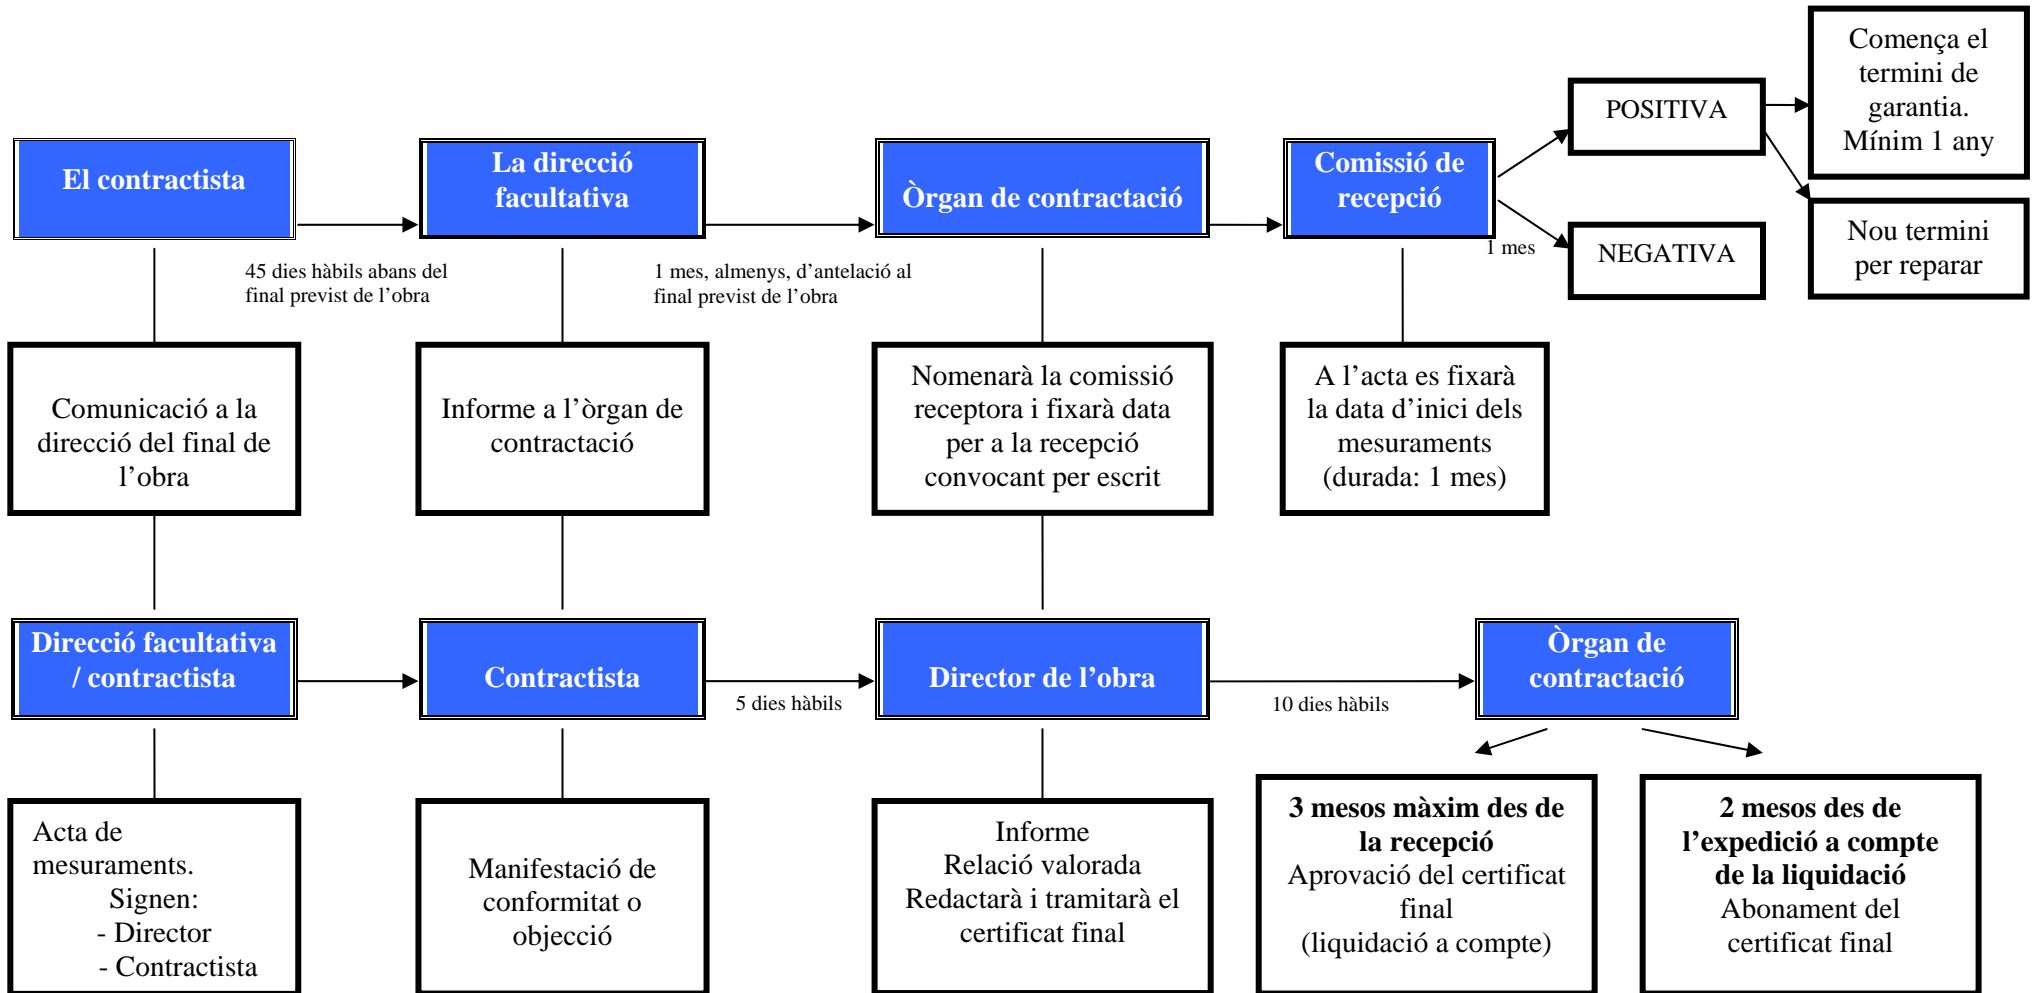 El contractista
La direcció
facultativa
Òrgan de contractació
Comissió de
recepció
POSITIVA
Comença el
termini de
garantia.
Mínim 1 any
NEGATIVA
Nou termini
per reparar
45 dies hàbils abans del
final previst de l’obra
1 mes, almenys, d’antelació al
final previst de l’obra
1 mes
Comunicació a la
direcció del final de
l’obra
Informe a l’òrgan de
contractació
Nomenarà la comissió
receptora i fixarà data
per a la recepció
convocant per escrit
A l’acta es fixarà
la data d’inici dels
mesuraments
(durada: 1 mes)
Direcció facultativa
/ contractista
Contractista
5 dies hàbils
Director de l’obra
10 dies hàbils
Òrgan de
contractació
Acta de
mesuraments.
Signen:
- Director
- Contractista
Manifestació de
conformitat o
objecció
Informe
Relació valorada
Redactarà i tramitarà el
certificat final
3 mesos màxim des de
la recepció
Aprovació del certificat
final
(liquidació a compte)
2 mesos des de
l’expedició a compte
de la liquidació
Abonament del
certificat final